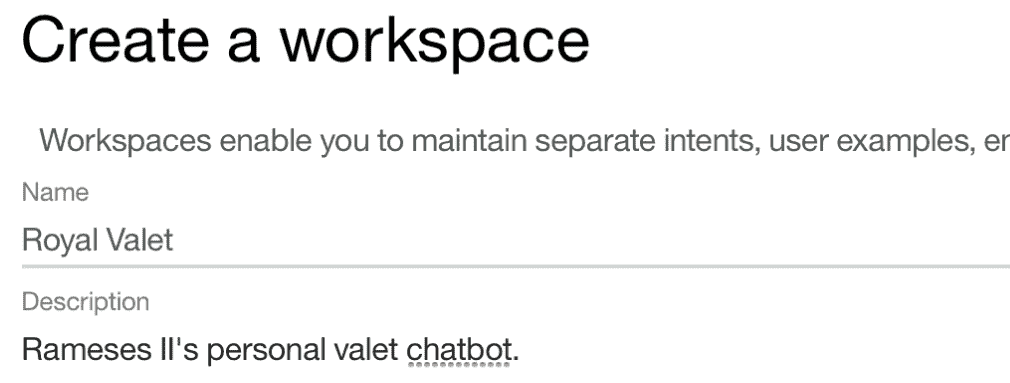 Create a workspace
Workspaces enable you to maintain separate intents, user examples,
Name
Royal Valet
Description
Rameses II's personal valet chatbot.